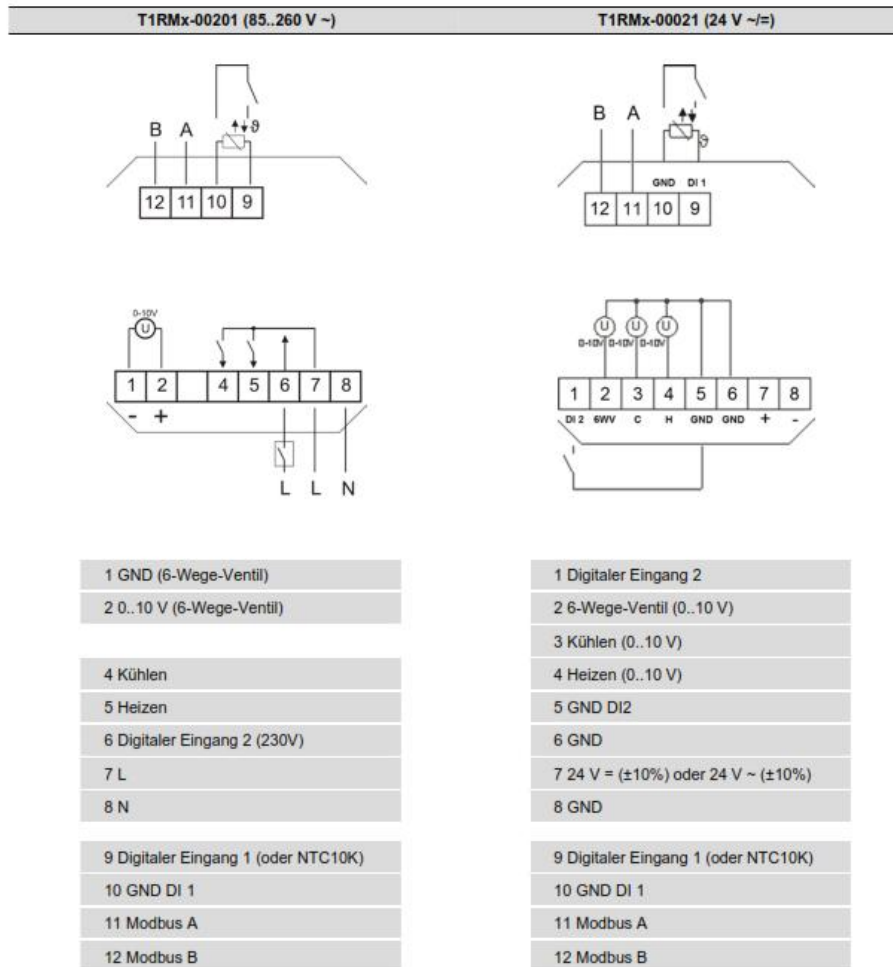 T1RMx-00201 (85..260 V ~)
T1RMx-00021 (24 V ~/=)
B A ϑ
12 11 10 9
B A ϑ
GND DI 1
12 11 10 9
0-10V
U
1 2 4 5 6 7 8
- +
L L N
U U U
0-10V 0-10V 0-10V
1 2 3 4 5 6 7 8
DI 2 6WV C H GND GND + -
1 GND (6-Wege-Ventil)
2 0..10 V (6-Wege-Ventil)
4 Kühlen
5 Heizen
6 Digitaler Eingang 2 (230V)
7 L
8 N
9 Digitaler Eingang 1 (oder NTC10K)
10 GND DI 1
11 Modbus A
12 Modbus B
1 Digitaler Eingang 2
2 6-Wege-Ventil (0..10 V)
3 Kühlen (0..10 V)
4 Heizen (0..10 V)
5 GND DI2
6 GND
7 24 V = (±10%) oder 24 V ~ (±10%)
8 GND
9 Digitaler Eingang 1 (oder NTC10K)
10 GND DI 1
11 Modbus A
12 Modbus B